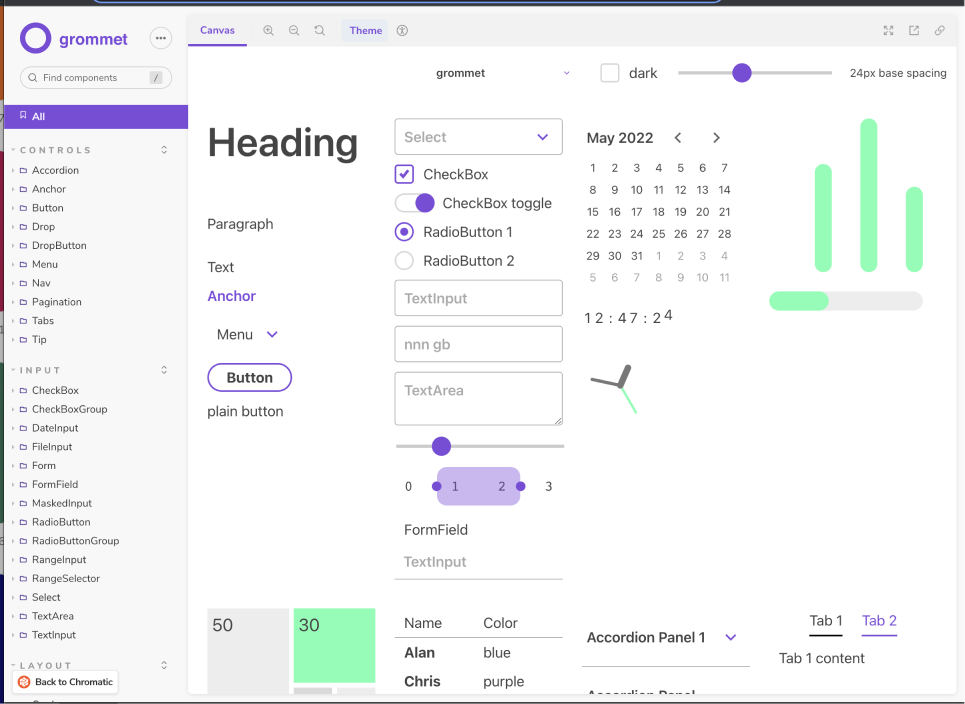 grommet
Find components
/
All
CONTROLS
Accordion
Anchor
Button
Drop
DropButton
Menu
Nav
Pagination
Tabs
Tip
INPUT
CheckBox
CheckBoxGroup
DateInput
FileInput
Form
FormField
MaskedInput
RadioButton
RadioButtonGroup
RangeInput
RangeSelector
Select
TextArea
TextInput
LAYOUT
Back to Chromatic
Canvas Theme
grommet dark 24px base spacing
Heading
Paragraph
Text
Anchor
Menu
Button
plain button
Select
CheckBox
CheckBox toggle
RadioButton 1
RadioButton 2
TextInput
nnn gb
TextArea
0 1 2 3
FormField
TextInput
May 2022
1 2 3 4 5 6 7
8 9 10 11 12 13 14
15 16 17 18 19 20 21
22 23 24 25 26 27 28
29 30 31 1 2 3 4
5 6 7 8 9 10 11
12:47:24
50 30
Name Color
Alan blue
Chris purple
Accordion Panel 1
Accordion Panel
Tab 1 Tab 2
Tab 1 content